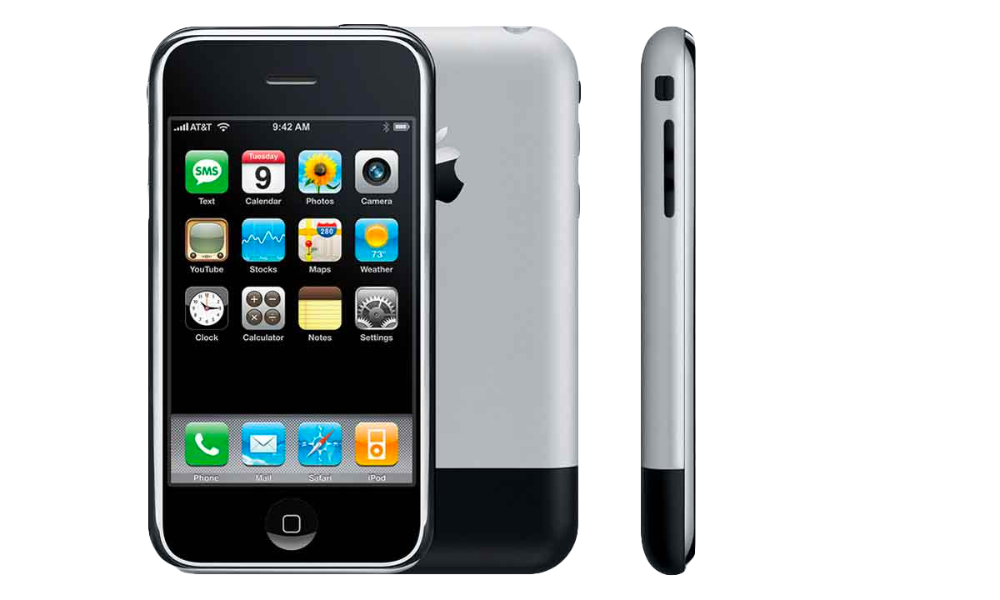 AT&T 9:42 AM
SMS Tuesday 9
Text Calendar Photos Camera
280 73°
YouTube Stocks Maps Weather
Clock Calculator Notes Settings
Phone Mail Safari iPod